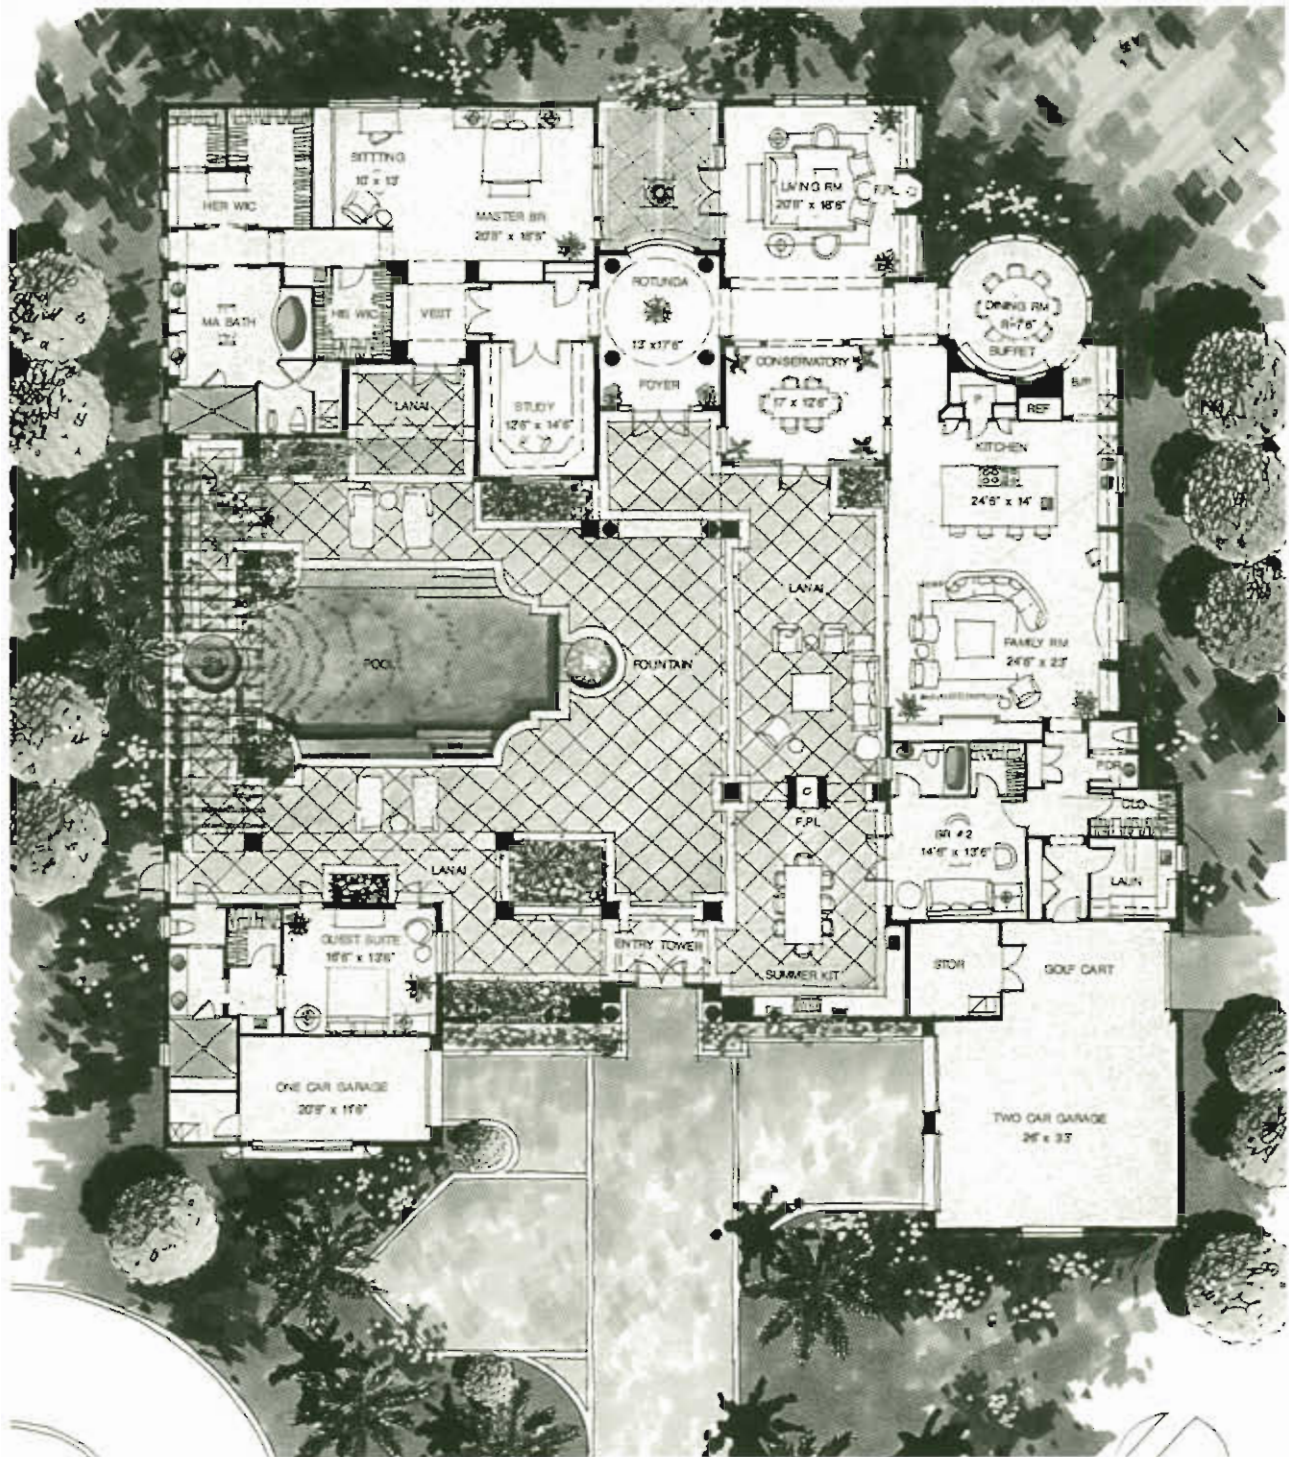 SITTING
10' x 13'
HER WIC
MASTER BR
LIVING RM
20'8" x 18'6"
F.PL
MA BATH
HIS WIC
VEST
ROTUNDA
13' x 17'6"
FOYER
DINING RM
BUFFET
CONSERVATORY
17' x 12'6"
LANAI
STUDY
12'6" x 14'6"
P
REF
KITCHEN
24'6" x 14'
LANAI
POOL
FOUNTAIN
FAMILY RM
24'6" x 23'
PDR
F.PL
CLO
BR #2
14'6" x 13'6"
LANAI
LAUN
GUEST SUITE
16'6" x 13'6"
ENTRY TOWER
SUMMER KIT
STOR
GOLF CART
ONE CAR GARAGE
20'8" x 11'6"
TWO CAR GARAGE
26' x 33'